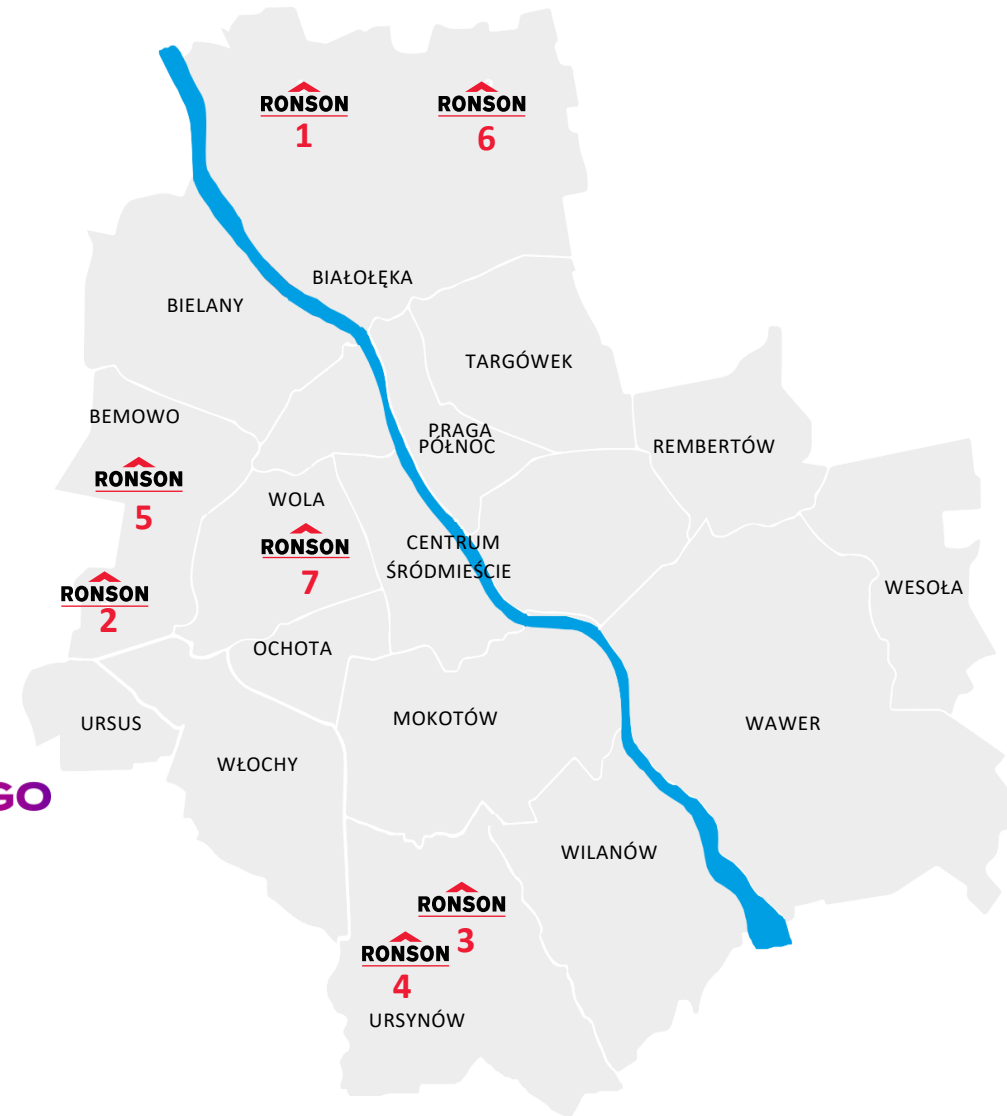 RONSON
1
RONSON
6
BIAŁOŁĘKA
BIELANY
TARGÓWEK
BEMOWO
PRAGA
PÓŁNOC
REMBERTÓW
RONSON
5
WOLA
RONSON
7
CENTRUM
ŚRÓDMIEŚCIE
WESOŁA
RONSON
2
OCHOTA
URSUS
MOKOTÓW
WAWER
WŁOCHY
GO
WILANÓW
RONSON
3
RONSON
4
URSYNÓW